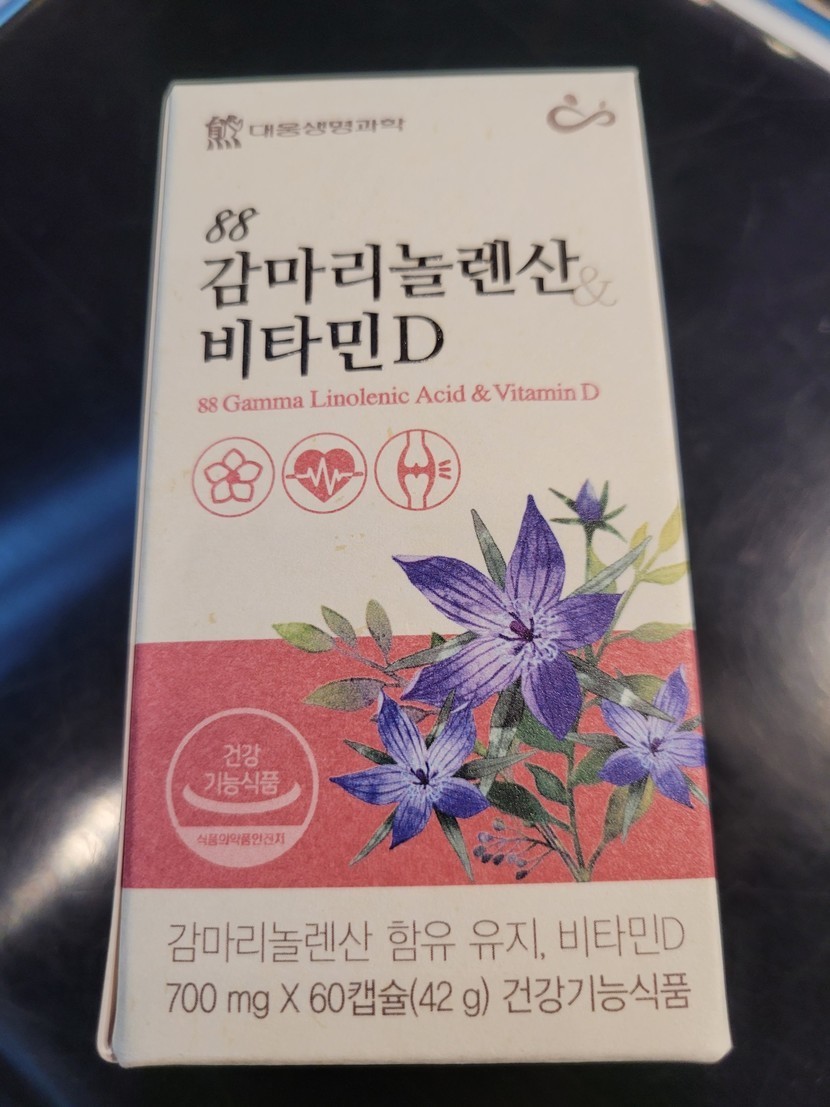 대웅생명과학
88
감마리놀렌산&
비타민D
88 Gamma Linolenic Acid & Vitamin D
건강
기능식품
식품의약품안전처
감마리놀렌산 함유 유지, 비타민D
700 mg X 60캡슐(42 g) 건강기능식품